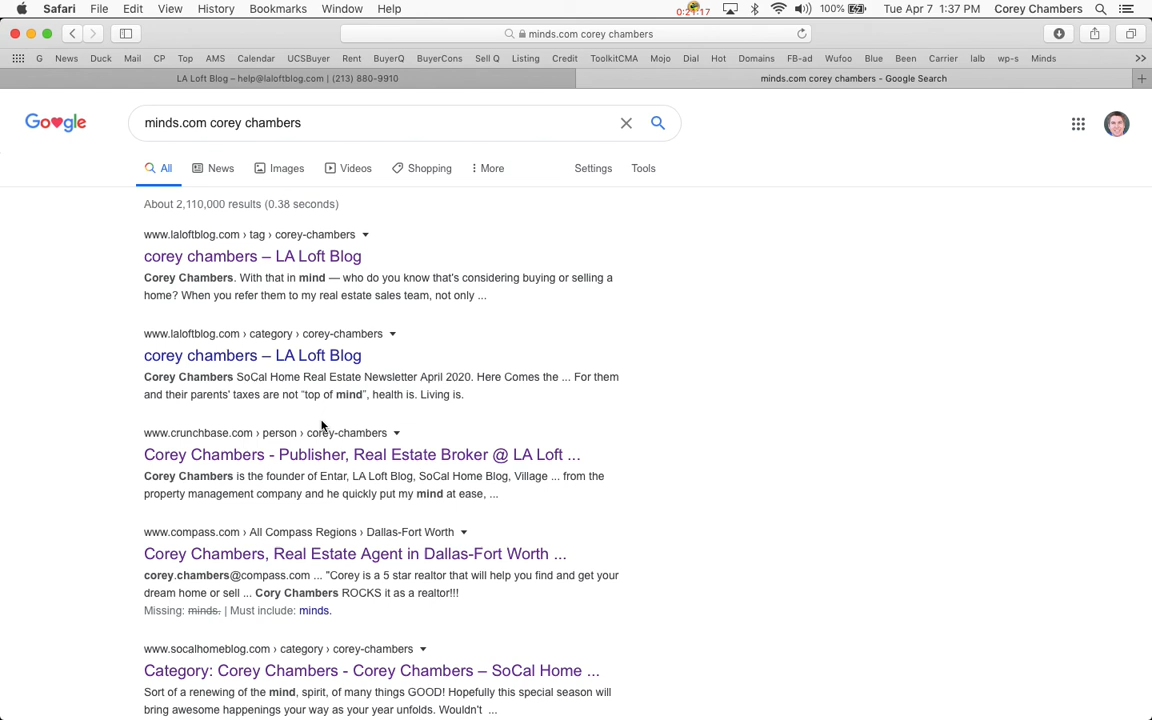 Safari File Edit View History Bookmarks Window Help 0:21:17 100% Tue Apr 7 1:37 PM Corey Chambers
minds.com corey chambers
G News Duck Mail CP Top AMS Calendar UCSBuyer Rent BuyerQ BuyerCons Sell Q Listing Credit ToolkitCMA Mojo Dial Hot Domains FB-ad Wufoo Blue Been Carrier lalb wp-s Minds
LA Loft Blog – help@laloftblog.com | (213) 880-9910
minds.com corey chambers - Google Search
Google
minds.com corey chambers
All News Images Videos Shopping More Settings Tools
About 2,110,000 results (0.38 seconds)
www.laloftblog.com › tag › corey-chambers
corey chambers – LA Loft Blog
Corey Chambers. With that in mind — who do you know that's considering buying or selling a
home? When you refer them to my real estate sales team, not only ...
www.laloftblog.com › category › corey-chambers
corey chambers – LA Loft Blog
Corey Chambers SoCal Home Real Estate Newsletter April 2020. Here Comes the ... For them
and their parents' taxes are not "top of mind", health is. Living is.
www.crunchbase.com › person › corey-chambers
Corey Chambers - Publisher, Real Estate Broker @ LA Loft ...
Corey Chambers is the founder of Entar, LA Loft Blog, SoCal Home Blog, Village ... from the
property management company and he quickly put my mind at ease, ...
www.compass.com › All Compass Regions › Dallas-Fort Worth
Corey Chambers, Real Estate Agent in Dallas-Fort Worth ...
corey.chambers@compass.com ... "Corey is a 5 star realtor that will help you find and get your
dream home or sell ... Cory Chambers ROCKS it as a realtor!!!
Missing: minds. | Must include: minds.
www.socalhomeblog.com › category › corey-chambers
Category: Corey Chambers - Corey Chambers – SoCal Home ...
Sort of a renewing of the mind, spirit, of many things GOOD! Hopefully this special season will
bring awesome happenings your way as your year unfolds. Wouldn't ...